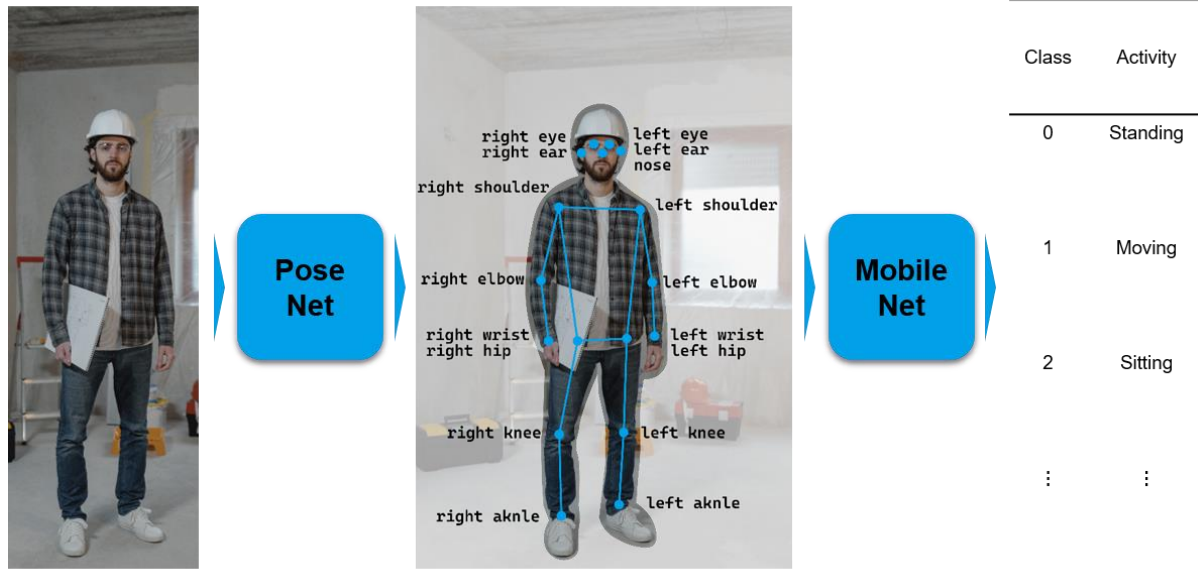 Pose
Net
right eye
right ear
left eye
left ear
nose
right shoulder
left shoulder
right elbow
left elbow
right wrist
right hip
left wrist
left hip
right knee
left knee
right aknle
left aknle
Mobile
Net
Class Activity
0 Standing
1 Moving
2 Sitting
⋮ ⋮